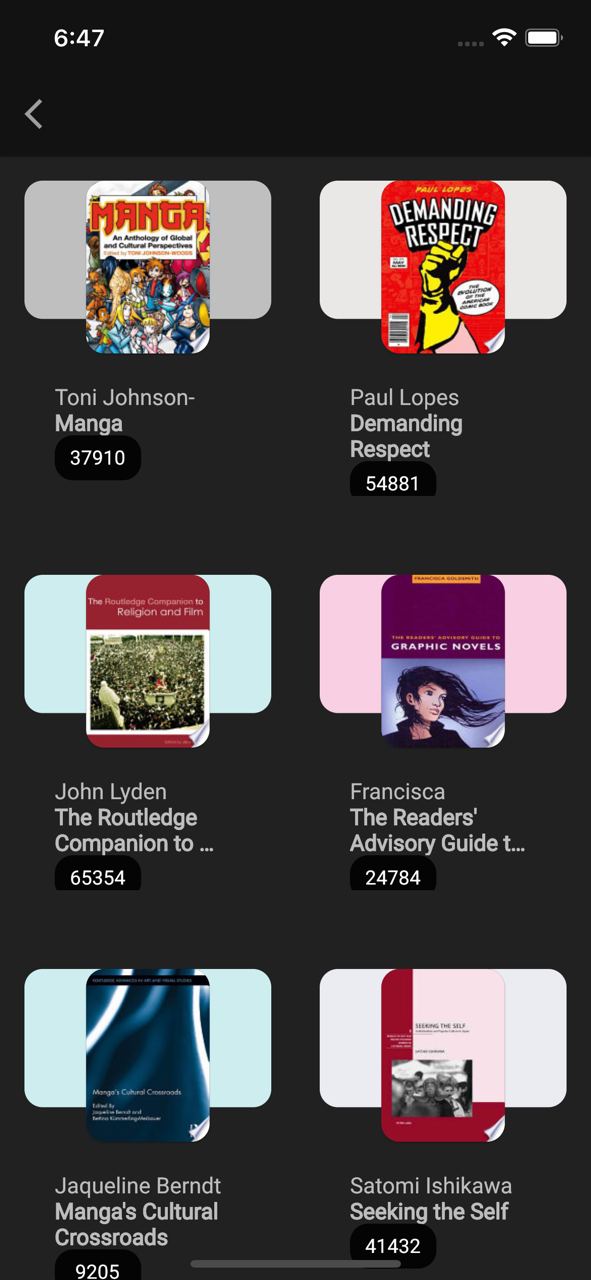 6:47
MANGA
An Anthology of Global
and Cultural Perspectives
Edited by TONI JOHNSON-WOODS
Toni Johnson-
Manga
37910
PAUL LOPES
DEMANDING
RESPECT
THE
EVOLUTION
OF THE
AMERICAN
COMIC BOOK
Paul Lopes
Demanding
Respect
54881
The Routledge Companion to
Religion and Film
John Lyden
The Routledge
Companion to ...
65354
FRANCISCA GOLDSMITH
THE READERS' ADVISORY GUIDE TO
GRAPHIC NOVELS
Francisca
The Readers'
Advisory Guide t...
24784
ROUTLEDGE ADVANCES IN ART AND VISUAL STUDIES
Manga's Cultural Crossroads
Edited by
Jaqueline Berndt and
Bettina Kümmerling-Meibauer
Jaqueline Berndt
Manga's Cultural
Crossroads
9205
SEEKING THE SELF
SATOMI ISHIKAWA
Satomi Ishikawa
Seeking the Self
41432